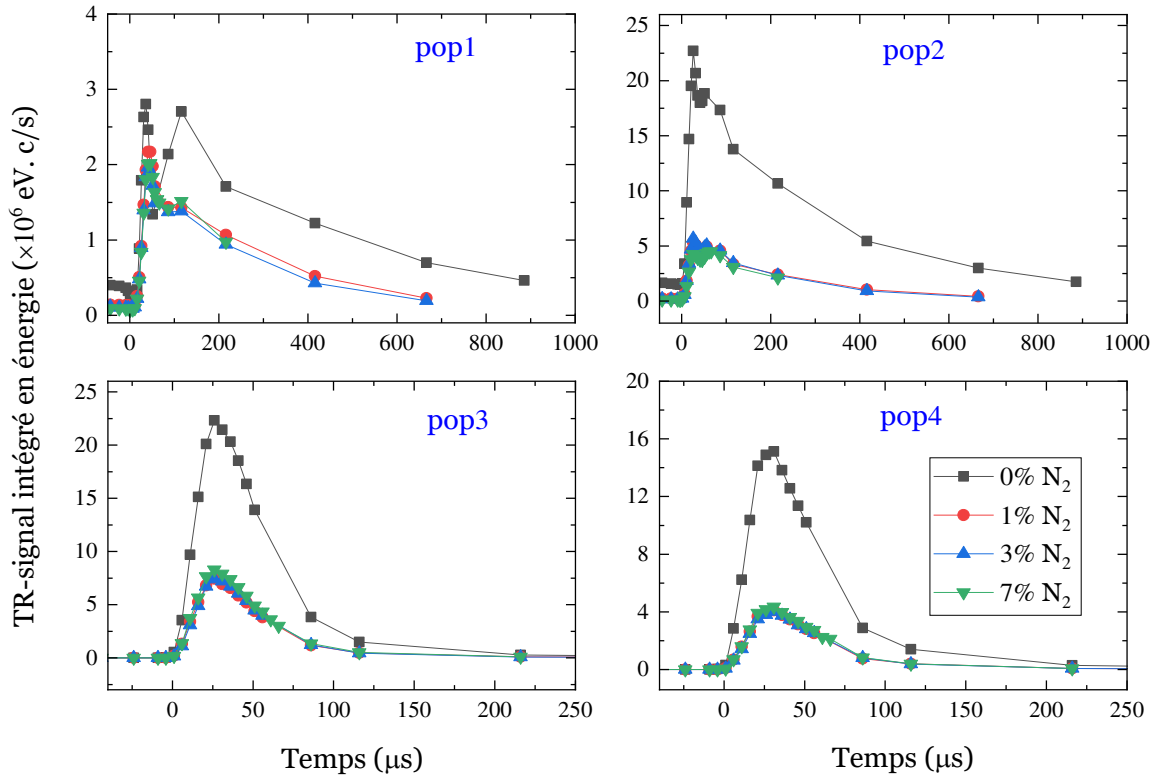 TR-signal intégré en énergie (×10⁶ eV. c/s)
pop1
4
3
2
1
0
0 200 400 600 800 1000
pop2
25
20
15
10
5
0
0 200 400 600 800 1000
pop3
25
20
15
10
5
0
0 50 100 150 200 250
Temps (μs)
pop4
20
16
12
8
4
0
0% N₂
1% N₂
3% N₂
7% N₂
0 50 100 150 200 250
Temps (μs)